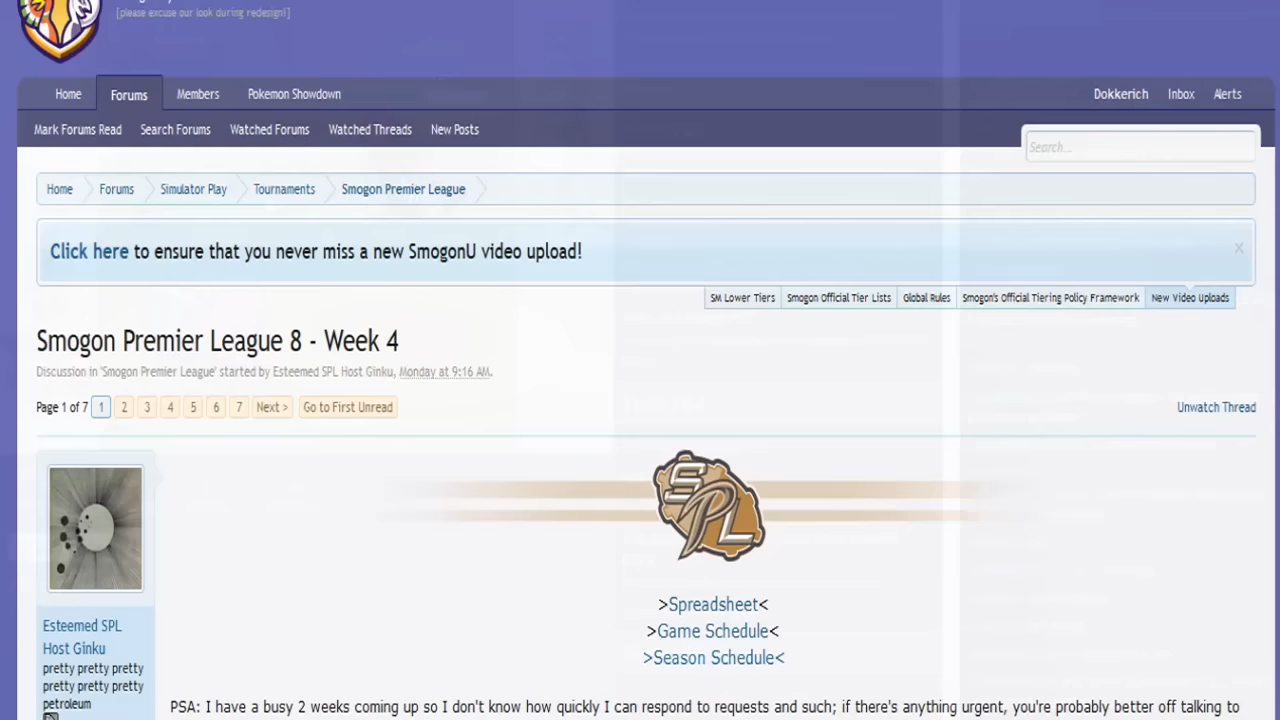 [please excuse our look during redesign!]
Home Forums Members Pokemon Showdown Dokkerich Inbox Alerts
Mark Forums Read Search Forums Watched Forums Watched Threads New Posts
Search...
Home Forums Simulator Play Tournaments Smogon Premier League
Click here to ensure that you never miss a new SmogonU video upload! x
SM Lower Tiers Smogon Official Tier Lists Global Rules Smogon's Official Tiering Policy Framework New Video Uploads
Smogon Premier League 8 - Week 4
Discussion in 'Smogon Premier League' started by Esteemed SPL Host Ginku, Monday at 9:16 AM.
Page 1 of 7 1 2 3 4 5 6 7 Next > Go to First Unread Unwatch Thread
SPL
>Spreadsheet<
>Game Schedule<
>Season Schedule<
Esteemed SPL
Host Ginku
pretty pretty pretty
pretty pretty pretty
petroleum
PSA: I have a busy 2 weeks coming up so I don't know how quickly I can respond to requests and such; if there's anything urgent, you're probably better off talking to